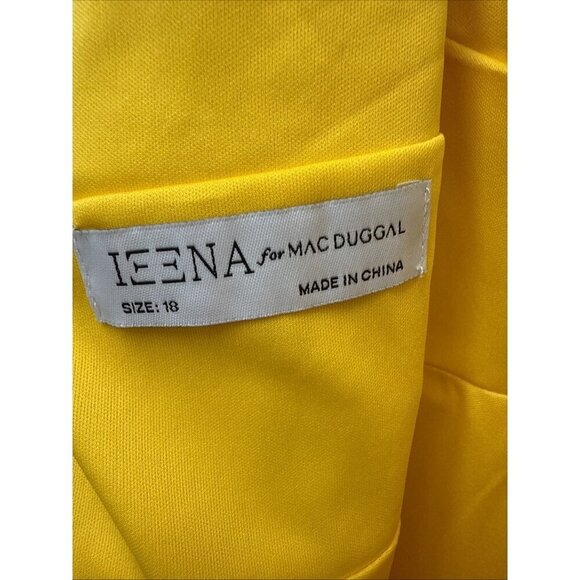 IEENA for MAC DUGGAL
SIZE: 18 MADE IN CHINA